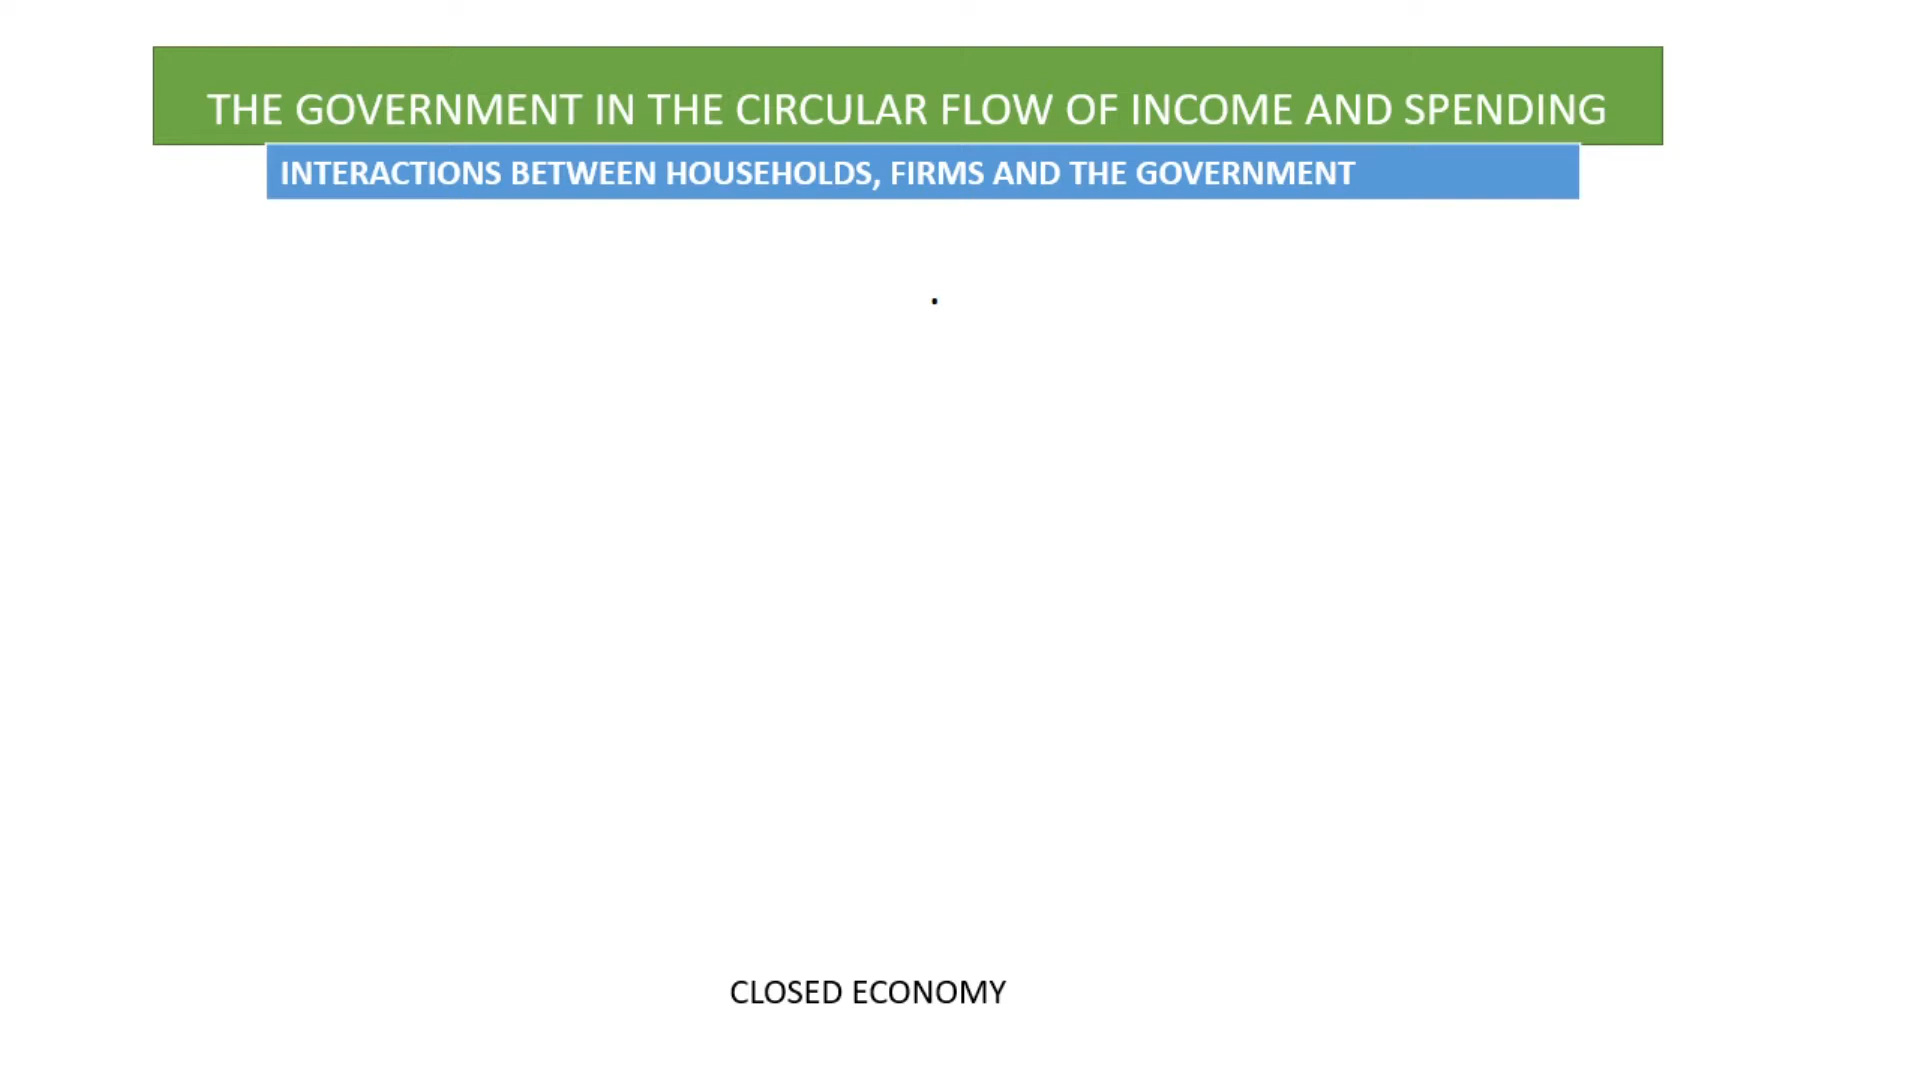 THE GOVERNMENT IN THE CIRCULAR FLOW OF INCOME AND SPENDING
INTERACTIONS BETWEEN HOUSEHOLDS, FIRMS AND THE GOVERNMENT
.
CLOSED ECONOMY